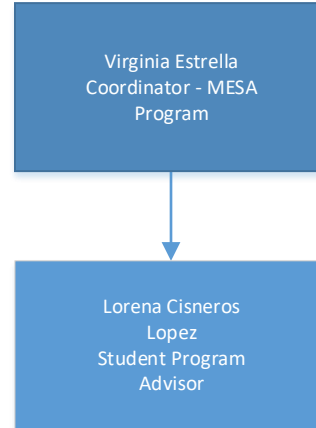 Virginia Estrella
Coordinator - MESA
Program
Lorena Cisneros
Lopez
Student Program
Advisor